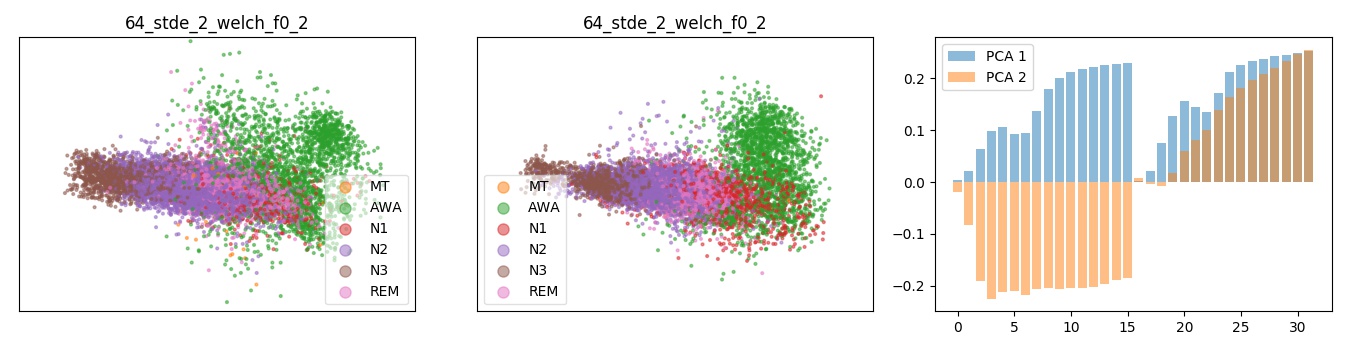 64_stde_2_welch_f0_2
MT
AWA
N1
N2
N3
REM
64_stde_2_welch_f0_2
MT
AWA
N1
N2
N3
REM
PCA 1
PCA 2
0.2
0.1
0.0
−0.1
−0.2
0 5 10 15 20 25 30